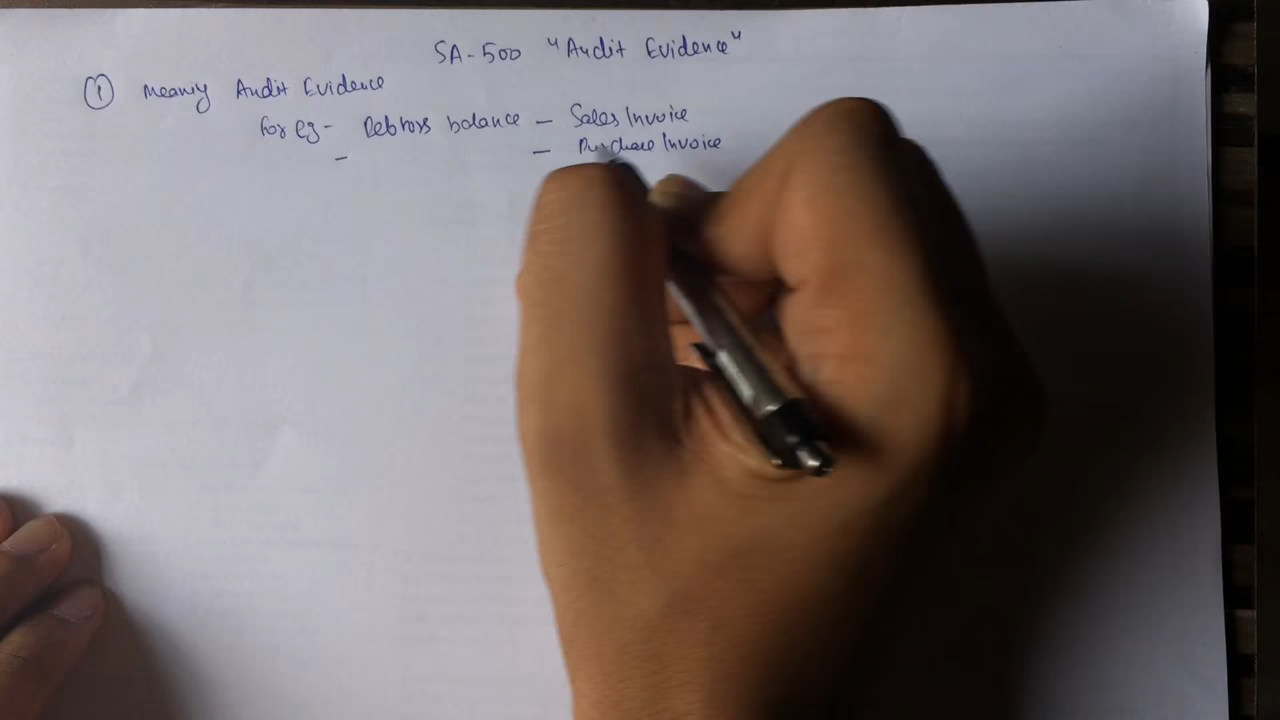 SA-500 "Audit Evidence"
① Meaning Audit Evidence
for eg- Debtors balance - Sales Invoice
- - Purchase Invoice